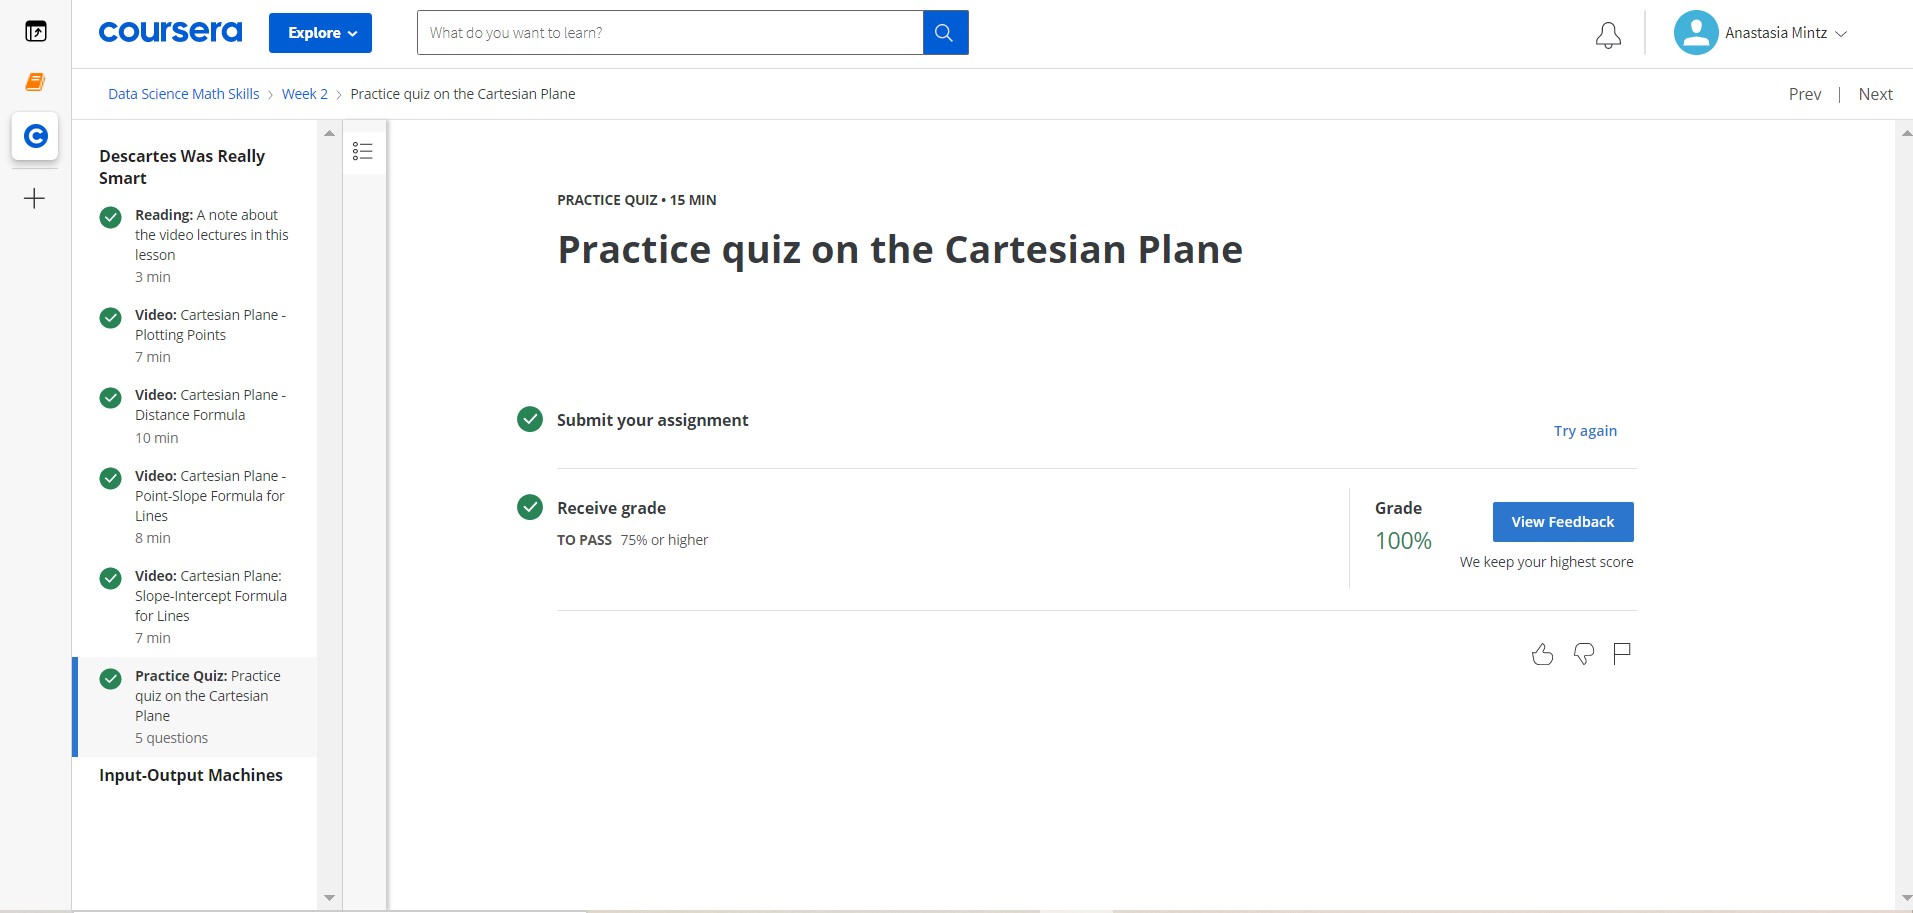 coursera
Explore
What do you want to learn?
Anastasia Mintz
Data Science Math Skills > Week 2 > Practice quiz on the Cartesian Plane
Prev | Next
Descartes Was Really
Smart
Reading: A note about
the video lectures in this
lesson
3 min
Video: Cartesian Plane -
Plotting Points
7 min
Video: Cartesian Plane -
Distance Formula
10 min
Video: Cartesian Plane -
Point-Slope Formula for
Lines
8 min
Video: Cartesian Plane:
Slope-Intercept Formula
for Lines
7 min
Practice Quiz: Practice
quiz on the Cartesian
Plane
5 questions
Input-Output Machines
PRACTICE QUIZ • 15 MIN
Practice quiz on the Cartesian Plane
Submit your assignment
Try again
Receive grade
TO PASS 75% or higher
Grade
100%
View Feedback
We keep your highest score